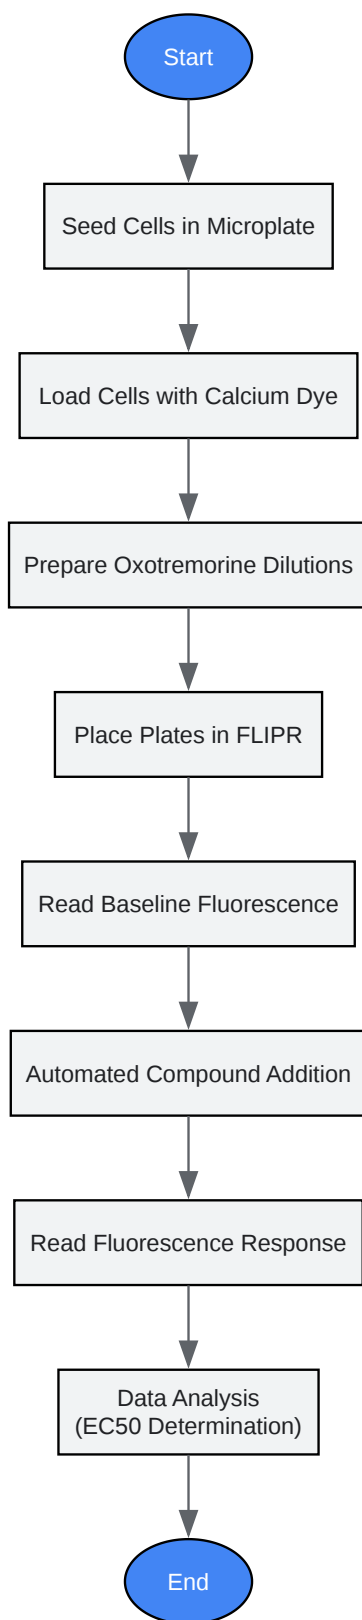 Start
Seed Cells in Microplate
Load Cells with Calcium Dye
Prepare Oxotremorine Dilutions
Place Plates in FLIPR
Read Baseline Fluorescence
Automated Compound Addition
Read Fluorescence Response
Data Analysis
(EC50 Determination)
End